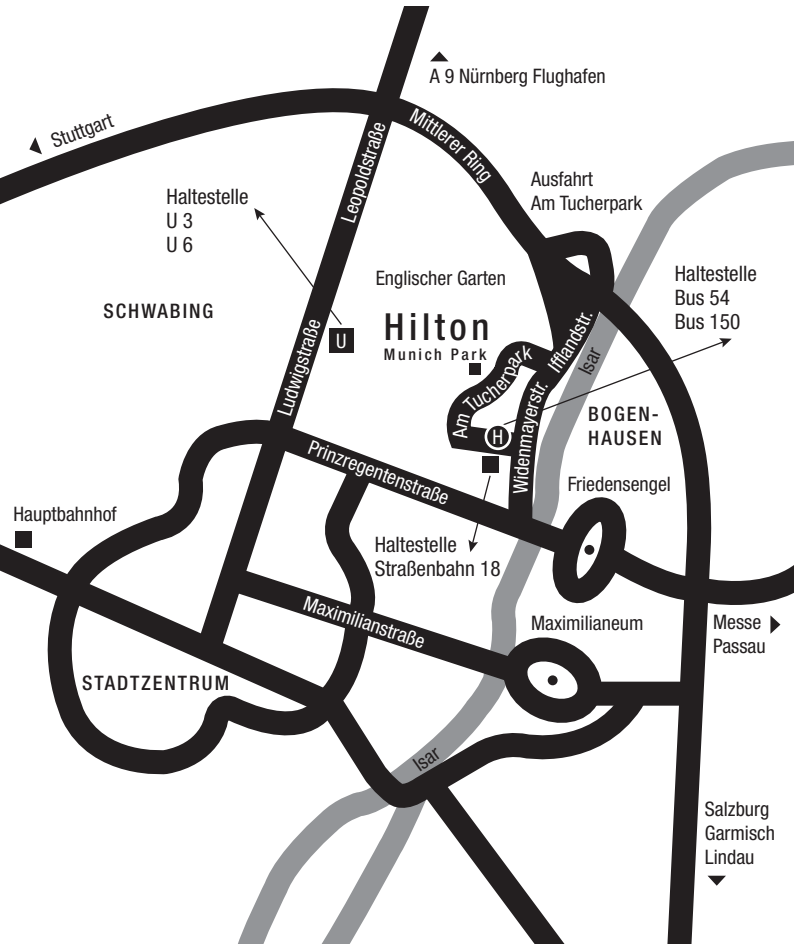 A 9 Nürnberg Flughafen
Stuttgart
Mittlerer Ring
Leopoldstraße
Haltestelle
U 3
U 6
Ausfahrt
Am Tucherpark
Englischer Garten
Haltestelle
Bus 54
Bus 150
SCHWABING
Hilton
Munich Park
U
Ludwigstraße
Ifflandstr.
Isar
Am Tucherpark
H
Widenmayerstr.
BOGEN-
HAUSEN
Prinzregentenstraße
Friedensengel
Hauptbahnhof
Haltestelle
Straßenbahn 18
Maximilianstraße
Maximilianeum
Messe
Passau
STADTZENTRUM
Isar
Salzburg
Garmisch
Lindau